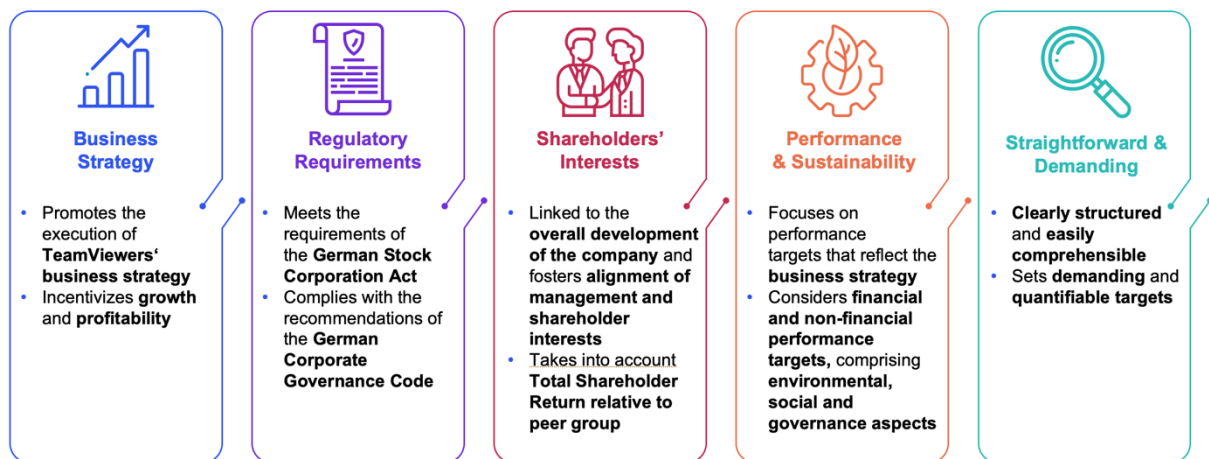 Business
Strategy
• Promotes the
execution of
TeamViewers‘
business strategy
• Incentivizes growth
and profitability
Regulatory
Requirements
• Meets the
requirements of
the German Stock
Corporation Act
• Complies with the
recommendations of
the German
Corporate
Governance Code
Shareholders’
Interests
• Linked to the
overall development
of the company and
fosters alignment of
management and
shareholder
interests
• Takes into account
Total Shareholder
Return relative to
peer group
Performance
& Sustainability
• Focuses on
performance
targets that reflect the
business strategy
• Considers financial
and non-financial
performance
targets, comprising
environmental,
social and
governance aspects
Straightforward &
Demanding
• Clearly structured
and easily
comprehensible
• Sets demanding and
quantifiable targets